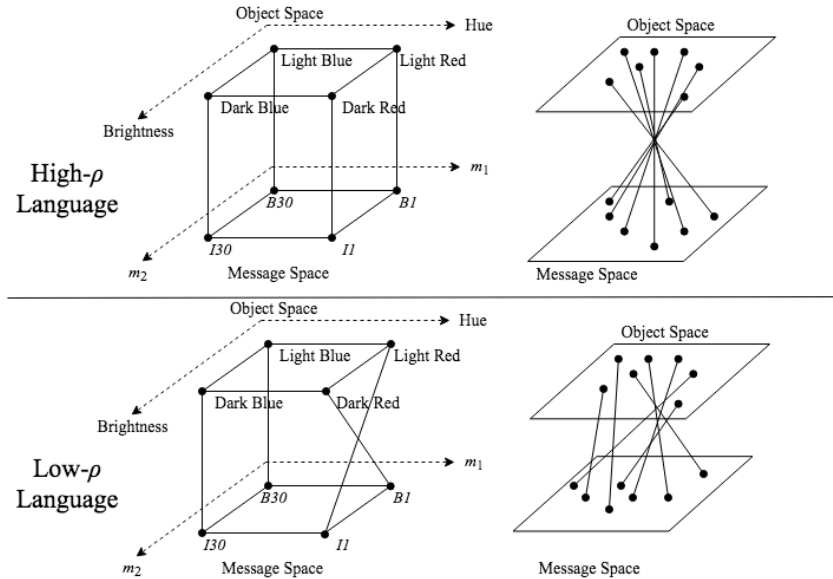 Object Space
Hue
Light Blue
Light Red
Dark Blue
Dark Red
Brightness
High-ρ
Language
m1
B30
B1
I30
I1
m2
Message Space
Object Space
Message Space
Object Space
Hue
Light Blue
Light Red
Dark Blue
Dark Red
Brightness
Low-ρ
Language
m1
B30
B1
I30
I1
m2
Message Space
Object Space
Message Space